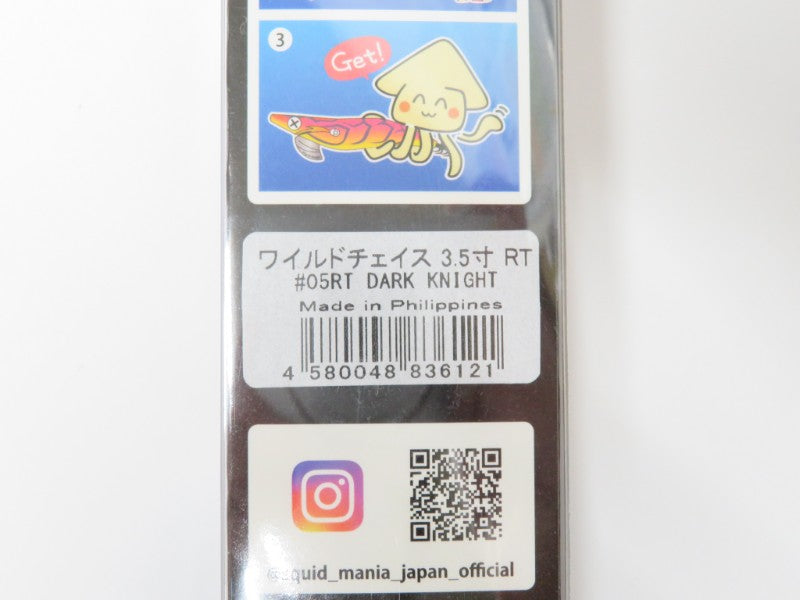 3
Get!
ワイルドチェイス 3.5寸 RT
#05RT DARK KNIGHT
Made in Philippines
4 580048 836121
@squid_mania_japan_official